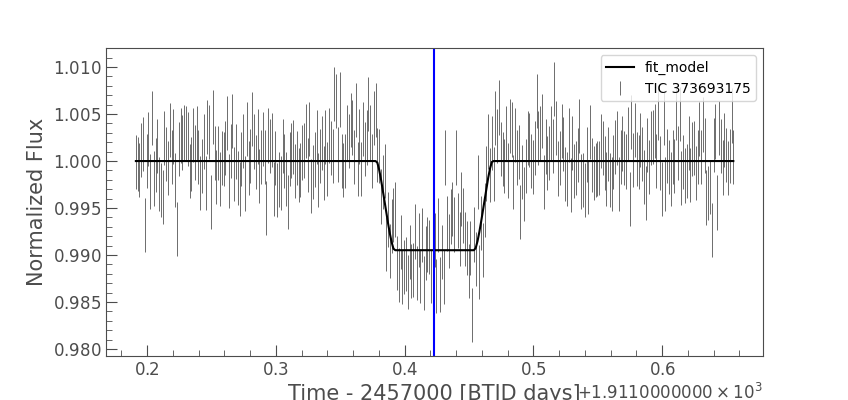 fit_model
TIC 373693175
1.010
1.005
1.000
0.995
0.990
0.985
0.980
Normalized Flux
0.2 0.3 0.4 0.5 0.6
Time - 2457000 [BTJD days]
+1.9110000000 × 10³